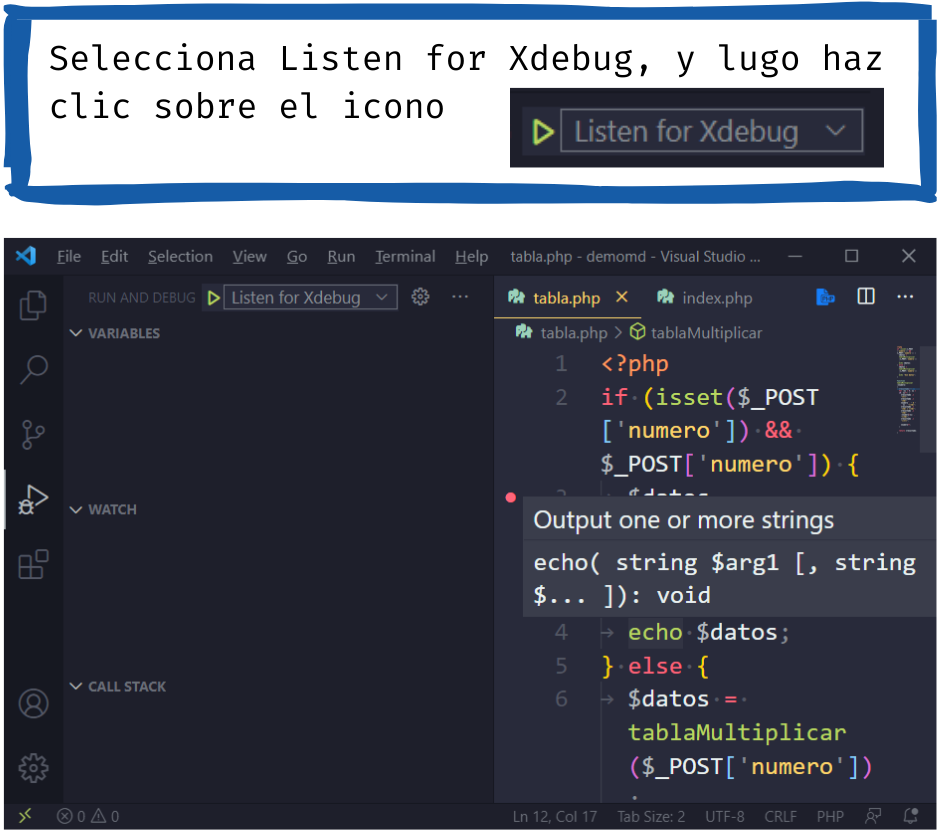 Selecciona Listen for Xdebug, y lugo haz
clic sobre el icono
Listen for Xdebug
File Edit Selection View Go Run Terminal Help tabla.php - demomd - Visual Studio ...
RUN AND DEBUG Listen for Xdebug ...
tabla.php × index.php ...
VARIABLES
tabla.php > tablaMultiplicar
1 <?php
2 if (isset($_POST
['numero']) &&
$_POST['numero']) {
3 $datos
WATCH
Output one or more strings
echo( string $arg1 [, string
$... ]): void
4 echo $datos;
5 } else {
CALL STACK
6 $datos =
tablaMultiplicar
($_POST['numero'])
;
0 0 Ln 12, Col 17 Tab Size: 2 UTF-8 CRLF PHP